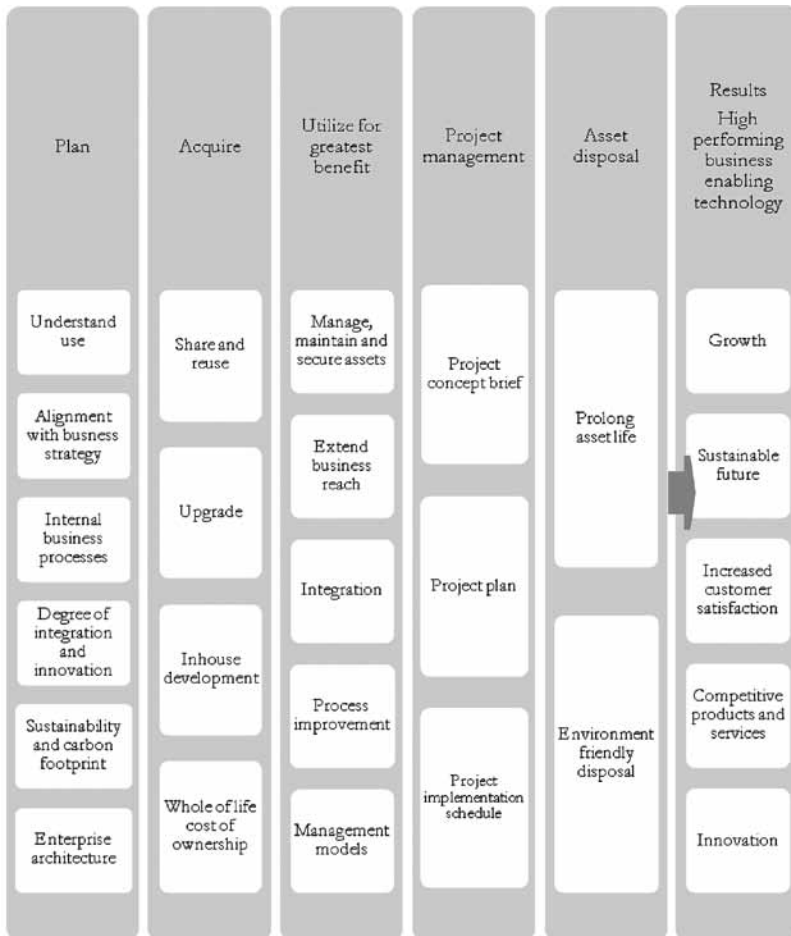 Plan
Understand
use
Alignment
with busness
strategy
Internal
business
processes
Degree of
integration and
innovation
Sustainability
and carbon
footprint
Enterprise
architecture
Acquire
Share and
reuse
Upgrade
Inhouse
development
Whole of life
cost of
ownership
Utilize for
greatest
benefit
Manage,
maintain and
secure assets
Extend
business
reach
Integration
Process
improvement
Management
models
Project
management
Project
concept brief
Project plan
Project
implementation
schedule
Asset
disposal
Prolong
asset life
Environment
friendly
disposal
Results
High
performing
business
enabling
technology
Growth
Sustainable
future
Increased
customer
satisfaction
Competitive
products and
services
Innovation